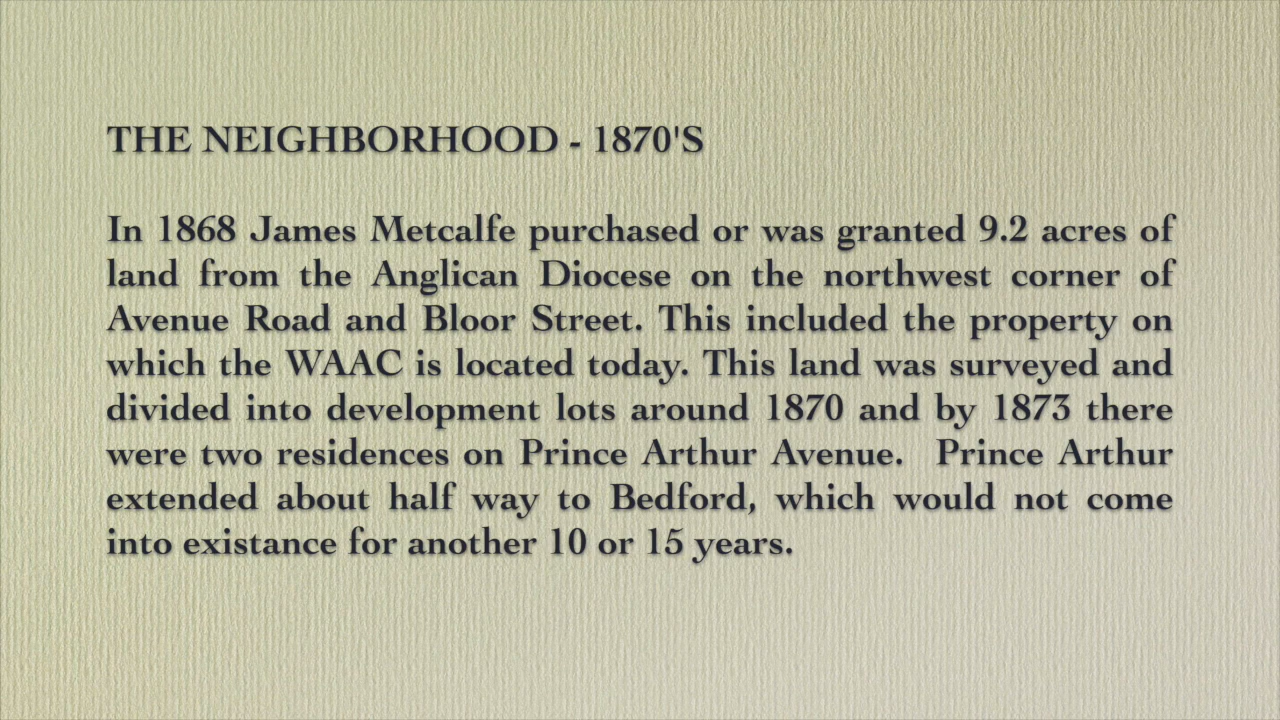 THE NEIGHBORHOOD - 1870'S
In 1868 James Metcalfe purchased or was granted 9.2 acres of
land from the Anglican Diocese on the northwest corner of
Avenue Road and Bloor Street. This included the property on
which the WAAC is located today. This land was surveyed and
divided into development lots around 1870 and by 1873 there
were two residences on Prince Arthur Avenue.  Prince Arthur
extended about half way to Bedford, which would not come
into existance for another 10 or 15 years.